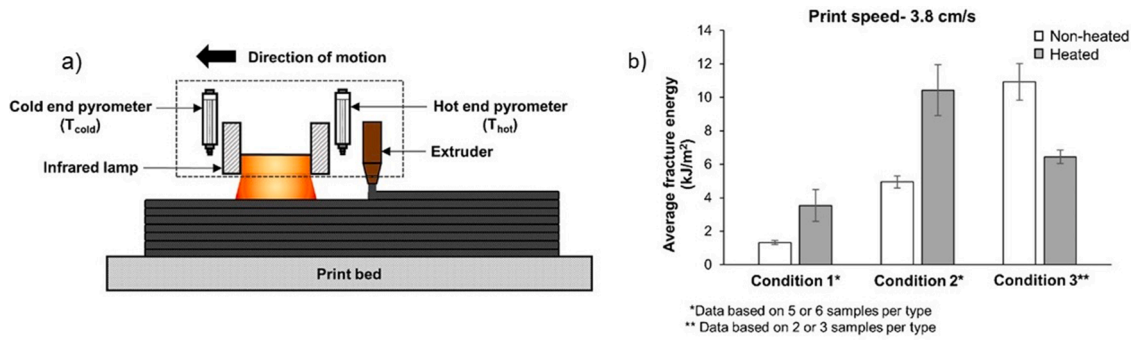 a)
Direction of motion
Cold end pyrometer
(Tcold)
Hot end pyrometer
(Thot)
Infrared lamp
Extruder
Print bed
b)
Print speed- 3.8 cm/s
Non-heated
Heated
Average fracture energy
(kJ/m²)
14
12
10
8
6
4
2
0
Condition 1*
Condition 2*
Condition 3**
*Data based on 5 or 6 samples per type
** Data based on 2 or 3 samples per type